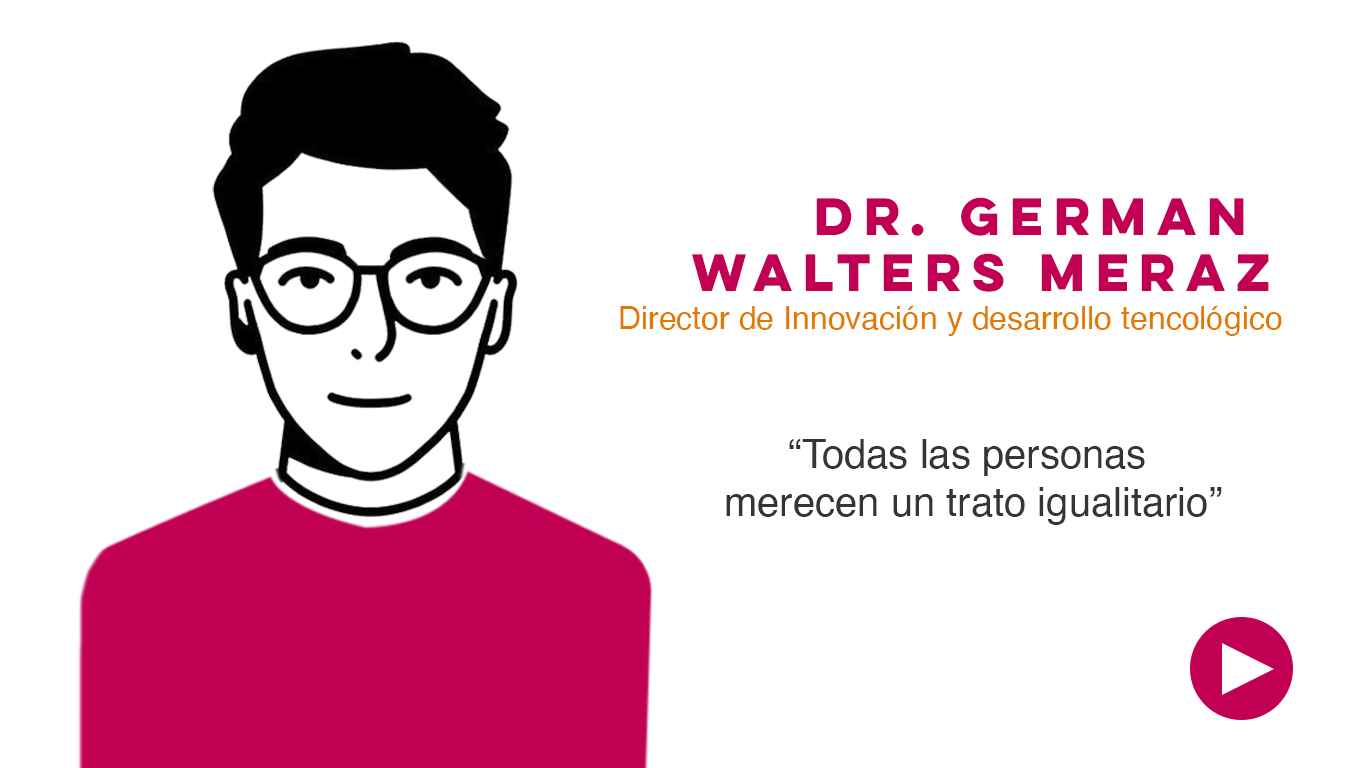 DR. GERMAN
WALTERS MERAZ
Director de Innovación y desarrollo tencológico
“Todas las personas
merecen un trato igualitario”